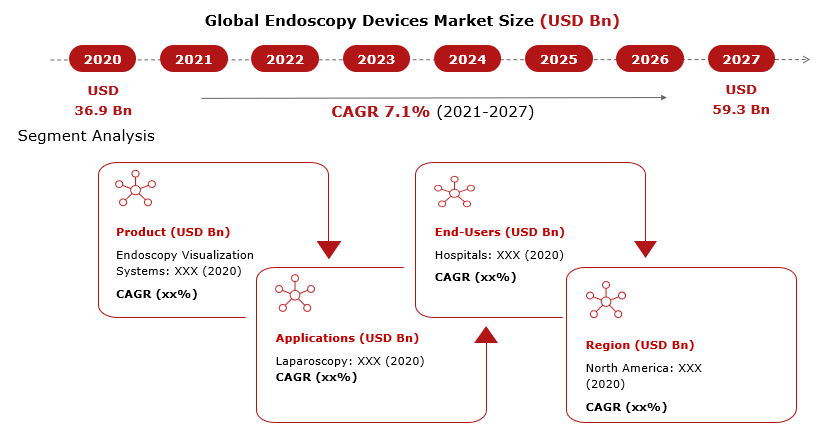 Global Endoscopy Devices Market Size (USD Bn)
2020 2021 2022 2023 2024 2025 2026 2027
USD
36.9 Bn
USD
59.3 Bn
CAGR 7.1% (2021-2027)
Segment Analysis
Product (USD Bn)
Endoscopy Visualization
Systems: XXX (2020)
CAGR (xx%)
Applications (USD Bn)
Laparoscopy: XXX (2020)
CAGR (xx%)
End-Users (USD Bn)
Hospitals: XXX (2020)
CAGR (xx%)
Region (USD Bn)
North America: XXX
(2020)
CAGR (xx%)